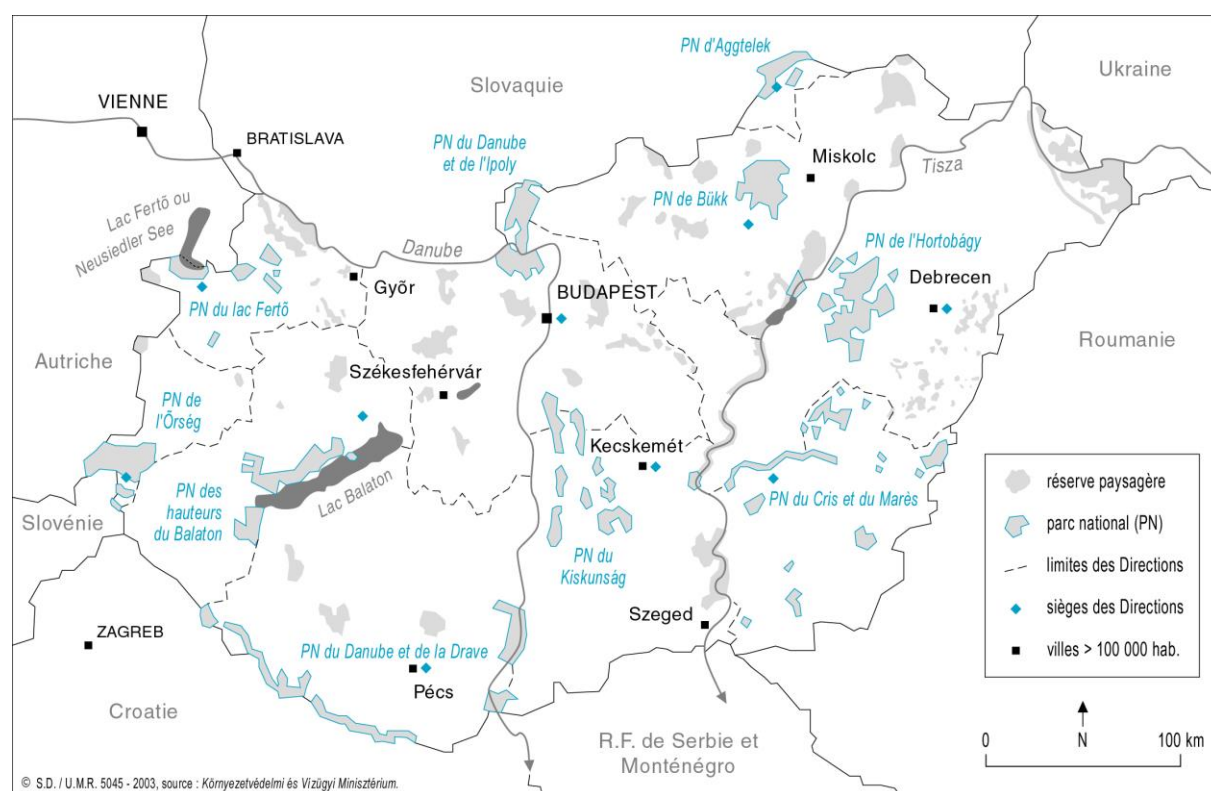 PN d'Aggtelek
Ukraine
Slovaquie
VIENNE
BRATISLAVA
PN du Danube
et de l'Ipoly
Miskolc
Tisza
PN de Bükk
Lac Fertõ ou
Neusiedler See
Danube
PN de l'Hortobágy
Debrecen
Gyõr
BUDAPEST
PN du lac Fertõ
Autriche
Roumanie
Székesfehérvár
PN de
l'Õrség
Kecskemét
Lac Balaton
PN des
hauteurs
du Balaton
Slovénie
PN du Cris et du Marès
PN du
Kiskunság
Szeged
ZAGREB
PN du Danube et de la Drave
Pécs
Croatie
R.F. de Serbie et
Monténégro
réserve paysagère
parc national (PN)
limites des Directions
sièges des Directions
villes > 100 000 hab.
0 N 100 km
© S.D. / U.M.R. 5045 - 2003, source : Környezetvédelmi és Vízügyi Minisztérium.